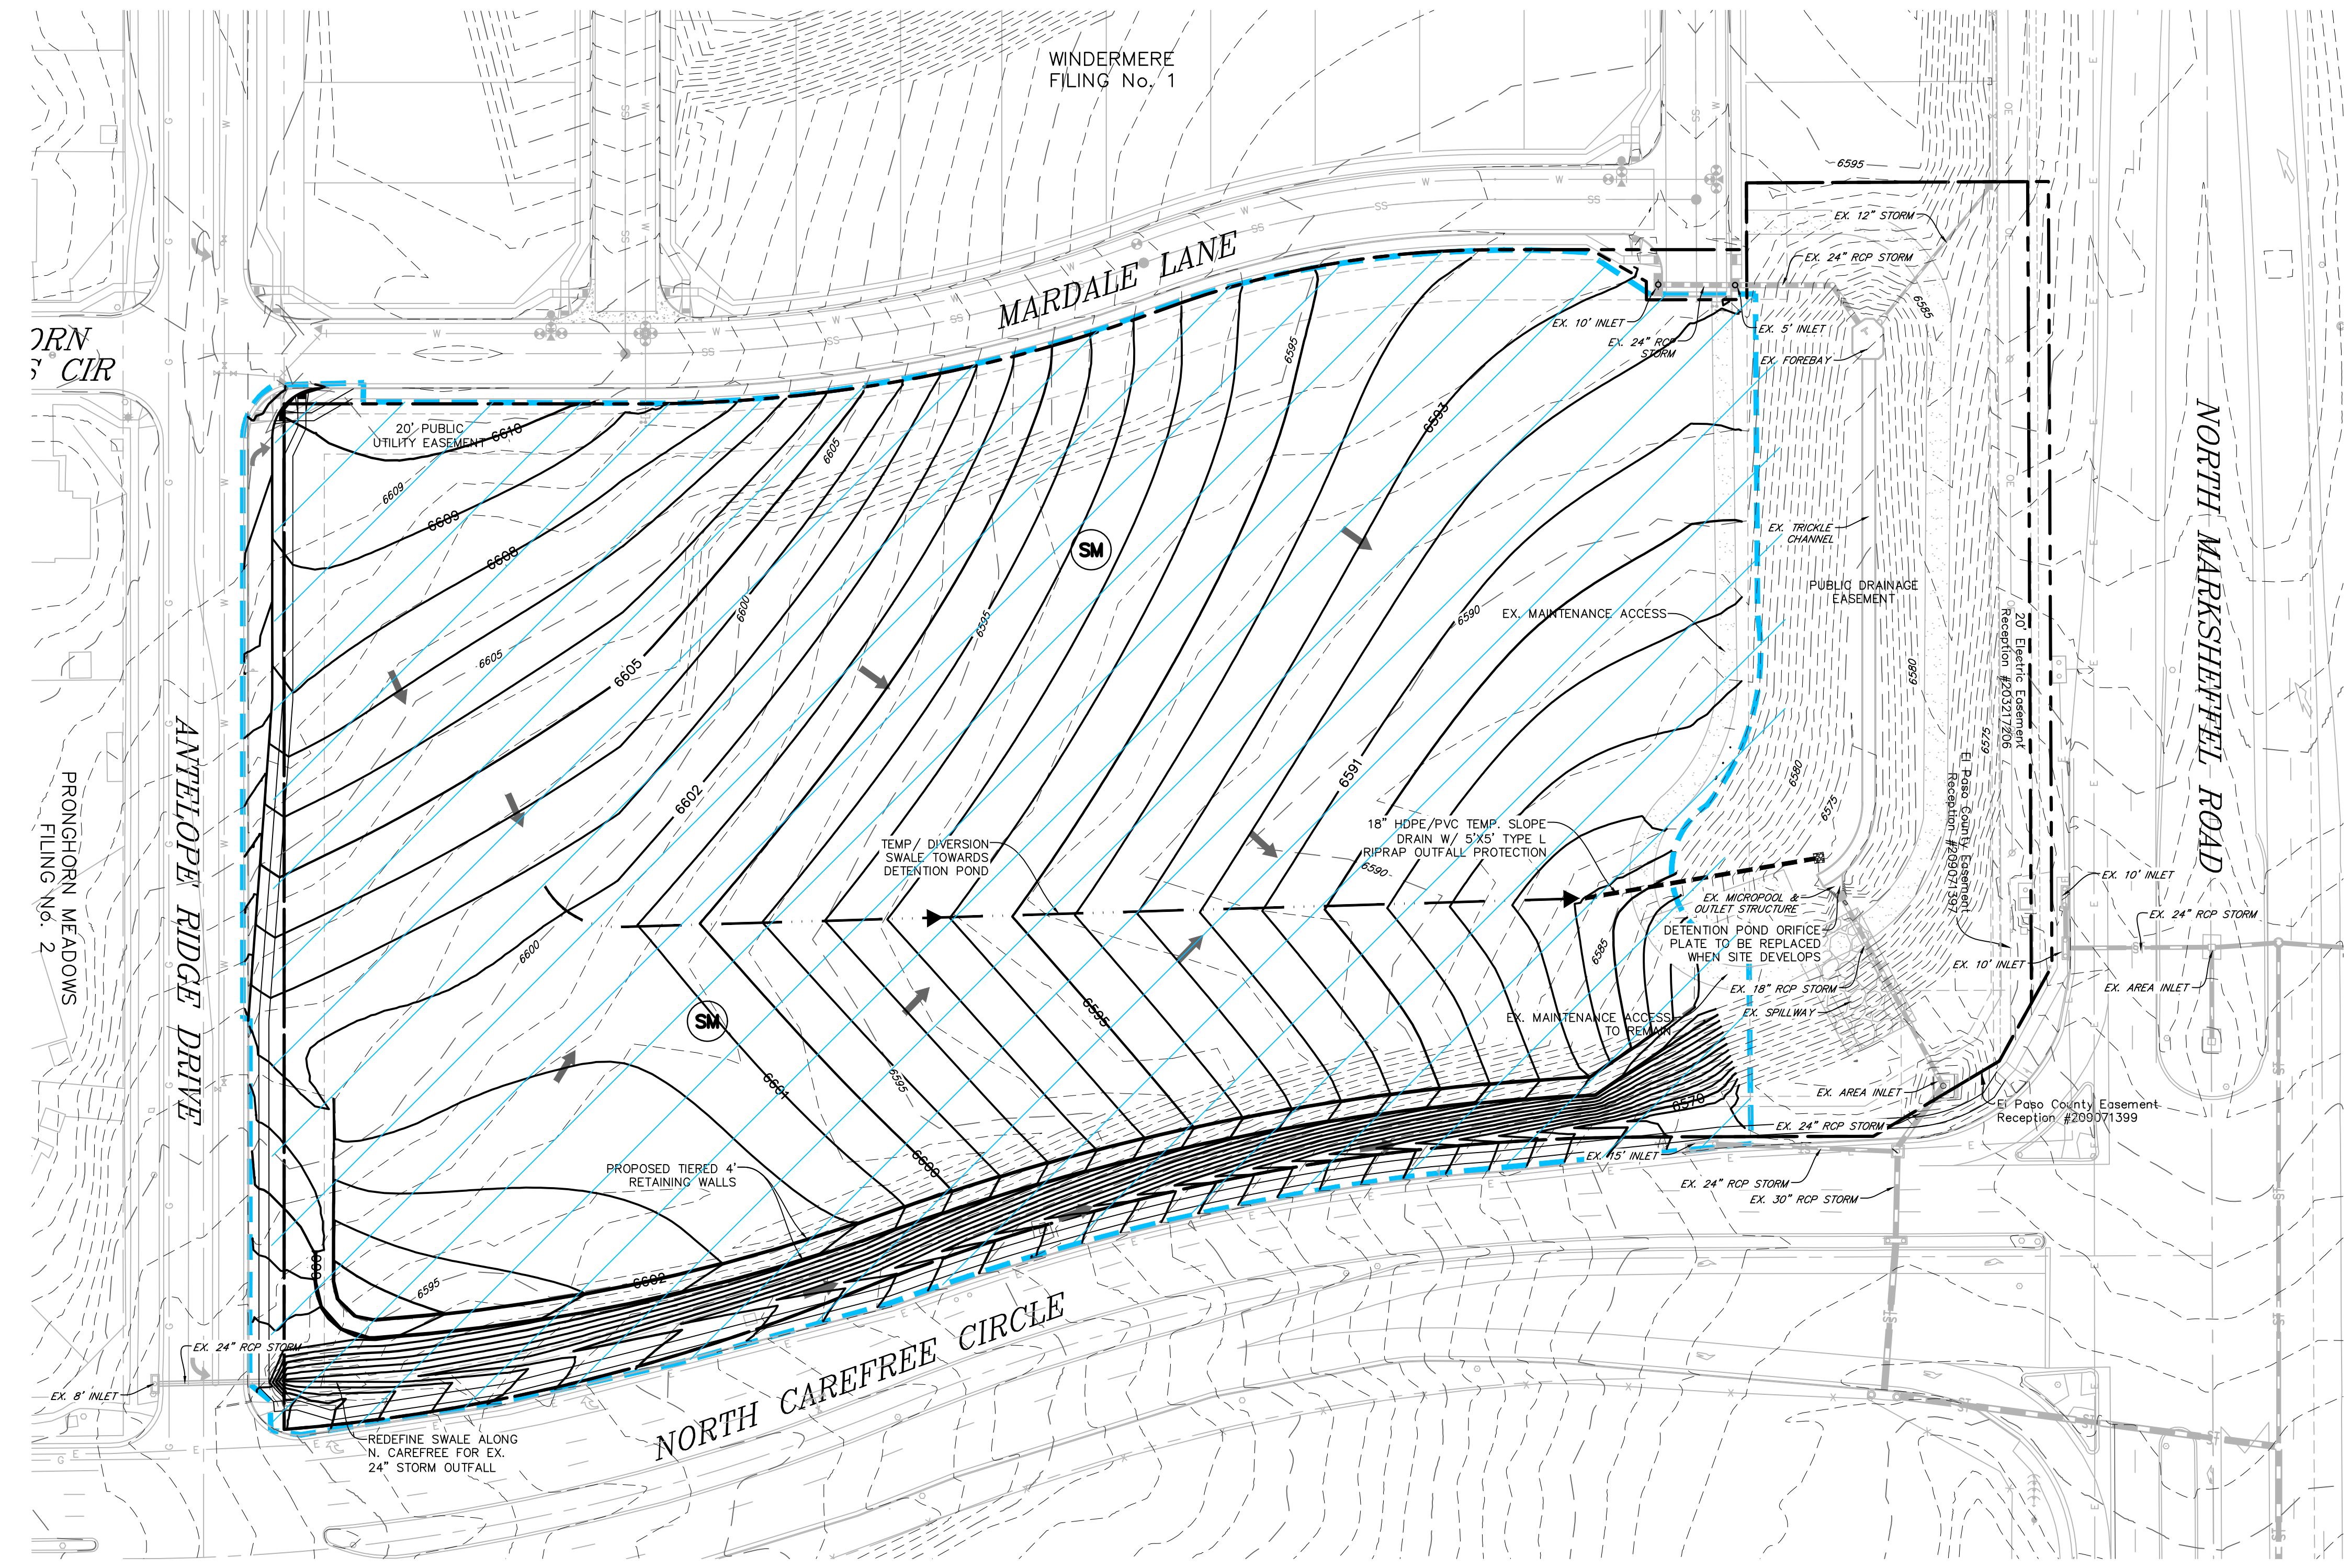 WINDERMERE
FILING No. 1
6595
EX. 12" STORM
EX. 24" RCP STORM
6585
MARDALE LANE
EX. 10' INLET
EX. 5' INLET
EX. 24" RCP
STORM
EX. FOREBAY
ORN
S CIR
6595
20' PUBLIC
UTILITY EASEMENT
6610
6593
6605
6609
6609
6608
SM
EX. TRICKLE
CHANNEL
PUBLIC DRAINAGE
EASEMENT
NORTH MARKSHEFFEL ROAD
6600
6595
6590
EX. MAINTENANCE ACCESS
20' Electric Easement
Reception #203217206
6605
6605
6580
6575
6580
6591
6602
El Paso County Easement
Reception #209071397
6575
ANTELOPE RIDGE DRIVE
PRONGHORN MEADOWS
FILING No. 2
18" HDPE/PVC TEMP. SLOPE
DRAIN W/ 5'X5' TYPE L
RIPRAP OUTFALL PROTECTION
TEMP/ DIVERSION
SWALE TOWARDS
DETENTION POND
6590
EX. MICROPOOL &
OUTLET STRUCTURE
DETENTION POND ORIFICE
PLATE TO BE REPLACED
WHEN SITE DEVELOPS
EX. 10' INLET
EX. 24" RCP STORM
EX. 10' INLET
EX. AREA INLET
6600
6585
EX. 18" RCP STORM
EX. SPILLWAY
EX. MAINTENANCE ACCESS
TO REMAIN
SM
6595
6601
6595
EX. AREA INLET
6570
El Paso County Easement
Reception #209071399
EX. 24" RCP STORM
EX. 15' INLET
6600
PROPOSED TIERED 4'
RETAINING WALLS
EX. 24" RCP STORM
EX. 30" RCP STORM
6600
6595
6602
NORTH CAREFREE CIRCLE
EX. 24" RCP STORM
EX. 8' INLET
REDEFINE SWALE ALONG
N. CAREFREE FOR EX.
24" STORM OUTFALL